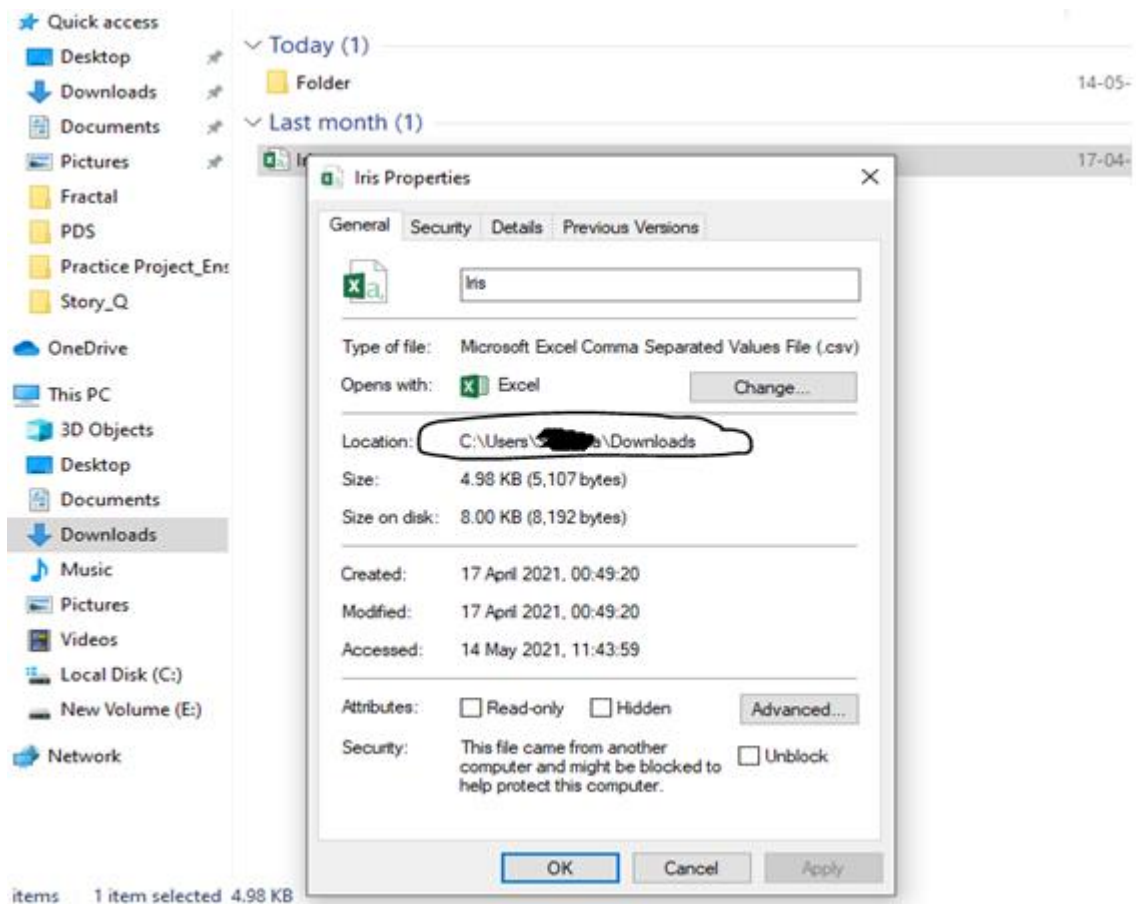 Quick access
Desktop
Downloads
Documents
Pictures
Fractal
PDS
Practice Project_Ens
Story_Q
OneDrive
This PC
3D Objects
Desktop
Documents
Downloads
Music
Pictures
Videos
Local Disk (C:)
New Volume (E:)
Network
items 1 item selected 4.98 KB
Today (1)
Folder 14-05-
Last month (1)
17-04-
Iris Properties
General Security Details Previous Versions
Iris
Type of file: Microsoft Excel Comma Separated Values File (.csv)
Opens with: Excel Change...
Location: C:\Users\ a\Downloads
Size: 4.98 KB (5,107 bytes)
Size on disk: 8.00 KB (8,192 bytes)
Created: 17 April 2021, 00:49:20
Modified: 17 April 2021, 00:49:20
Accessed: 14 May 2021, 11:43:59
Attributes: Read-only Hidden Advanced...
Security: This file came from another
computer and might be blocked to
help protect this computer.
Unblock
OK Cancel Apply